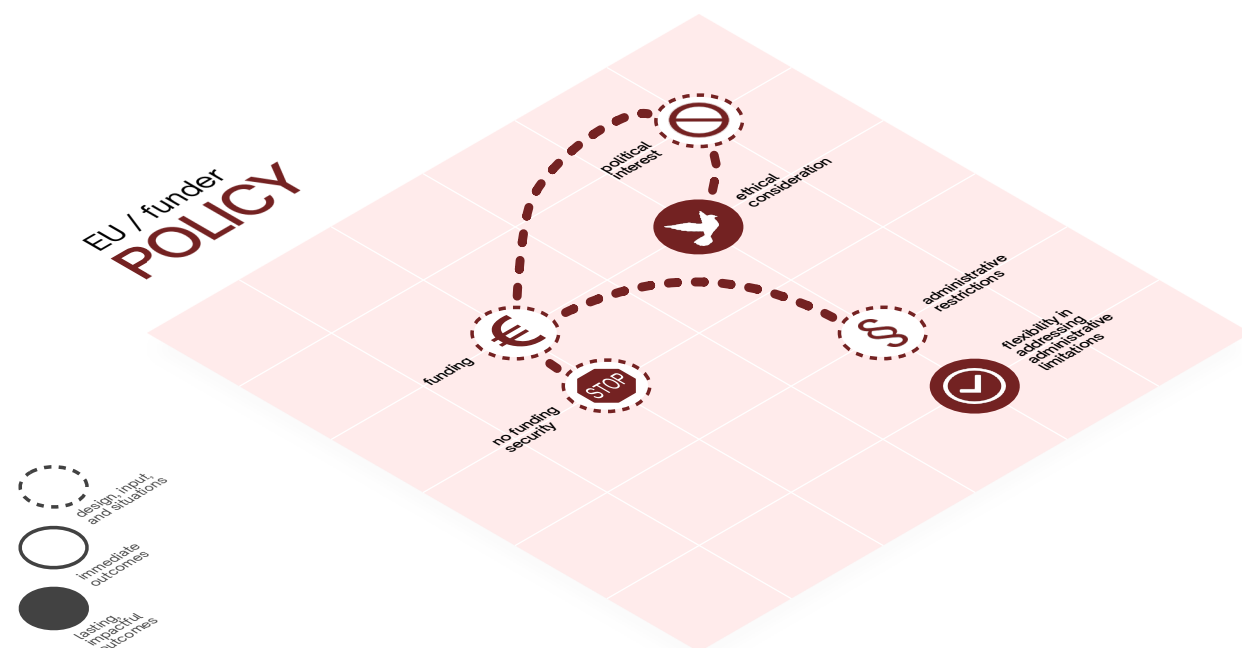 EU / funder
POLICY
political
interest
ethical
consideration
€
funding
STOP
no funding
security
§
administrative
restrictions
flexibility in
addressing
administrative
limitations
design, input,
and situations
immediate
outcomes
lasting,
impactful
outcomes